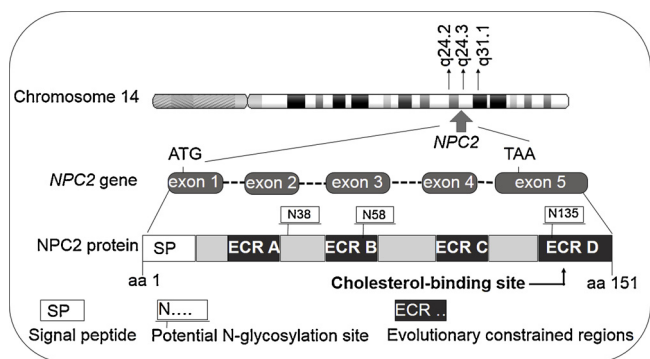 q24.2
q24.3
q31.1
Chromosome 14
NPC2
ATG
TAA
NPC2 gene
exon 1
exon 2
exon 3
exon 4
exon 5
N38
N58
N135
NPC2 protein
SP
ECR A
ECR B
ECR C
ECR D
aa 1
Cholesterol-binding site
aa 151
SP
N....
ECR ..
Signal peptide
Potential N-glycosylation site
Evolutionary constrained regions